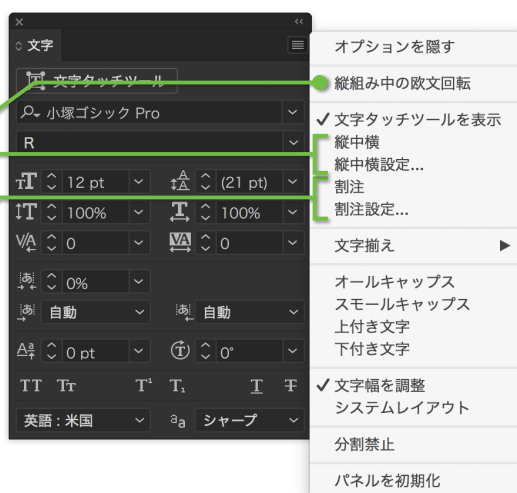 文字
文字タッチツール
小塚ゴシック Pro
R
12 pt
(21 pt)
100%
100%
0
0
0%
自動
自動
0 pt
0°
英語 : 米国
シャープ
オプションを隠す
縦組み中の欧文回転
文字タッチツールを表示
縦中横
縦中横設定...
割注
割注設定...
文字揃え
オールキャップス
スモールキャップス
上付き文字
下付き文字
文字幅を調整
システムレイアウト
分割禁止
パネルを初期化